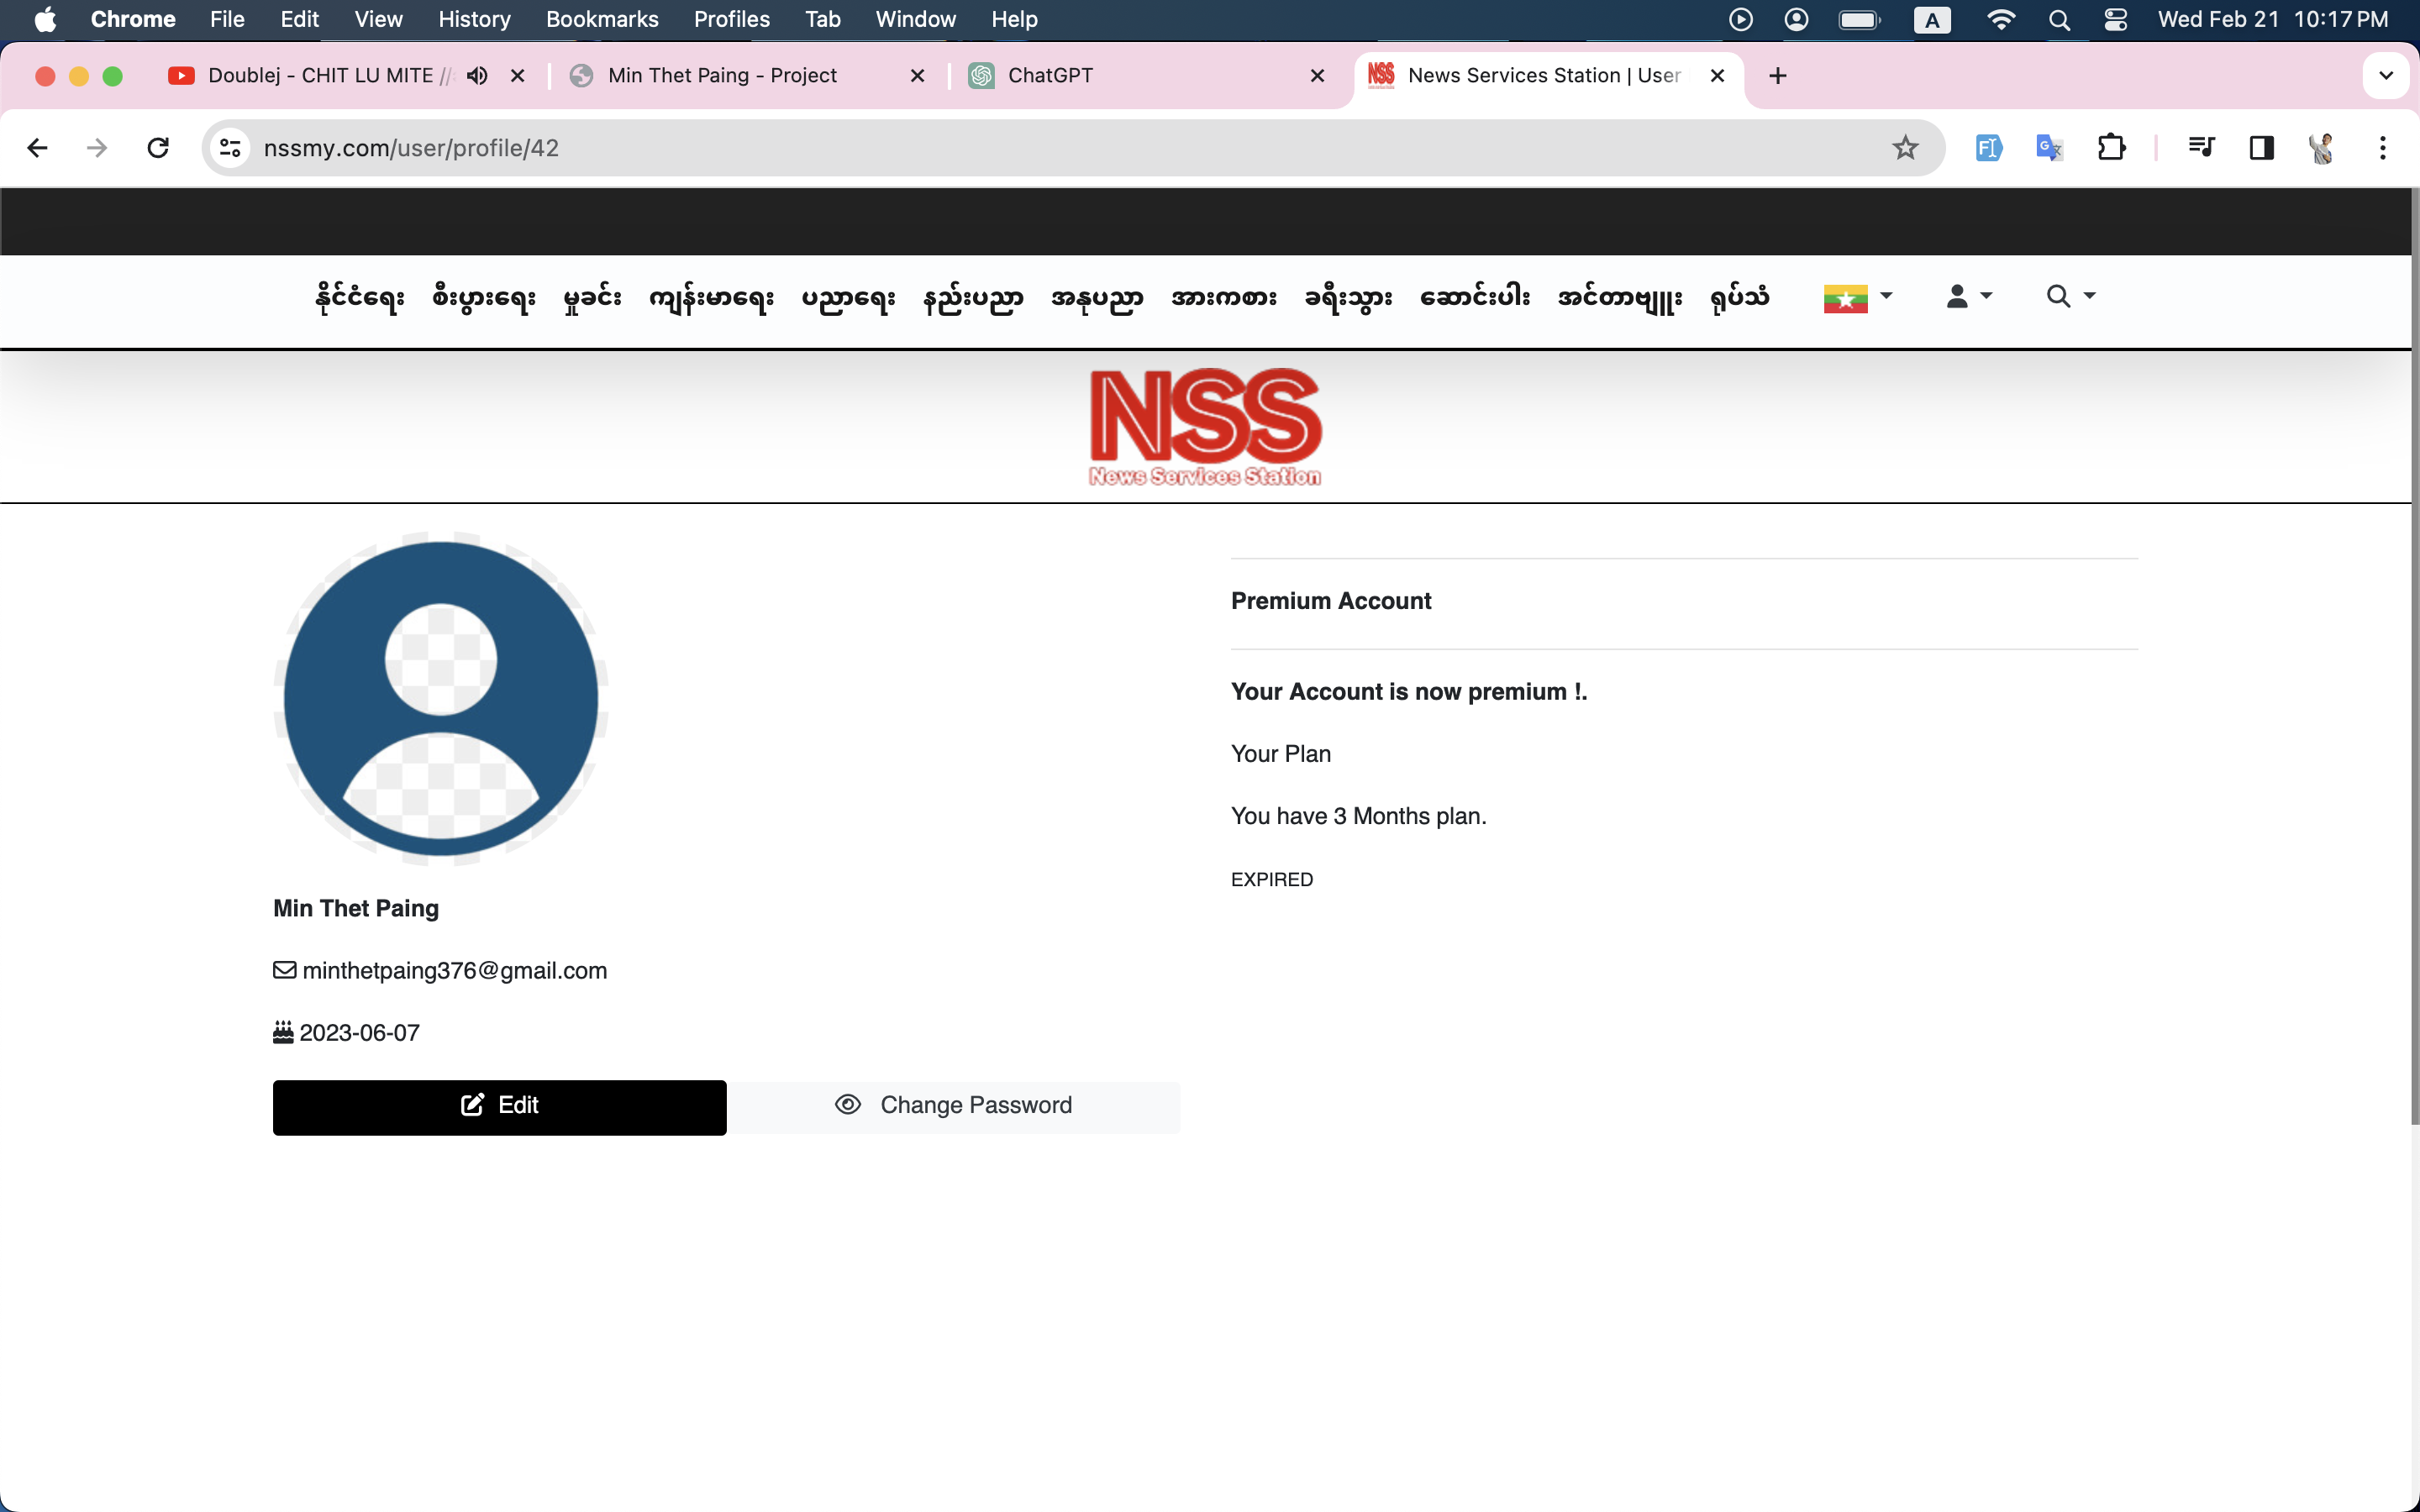 Chrome File Edit View History Bookmarks Profiles Tab Window Help A Wed Feb 21 10:17 PM
Doublej - CHIT LU MITE // Min Thet Paing - Project ChatGPT NSS News Services Station | User
nssmy.com/user/profile/42
နိုင်ငံရေး စီးပွားရေး မှုခင်း ကျန်းမာရေး ပညာရေး နည်းပညာ အနုပညာ အားကစား ခရီးသွား ဆောင်းပါး အင်တာဗျူး ရုပ်သံ
NSS
News Services Station
Premium Account
Your Account is now premium !.
Your Plan
You have 3 Months plan.
EXPIRED
Min Thet Paing
minthetpaing376@gmail.com
2023-06-07
Edit Change Password